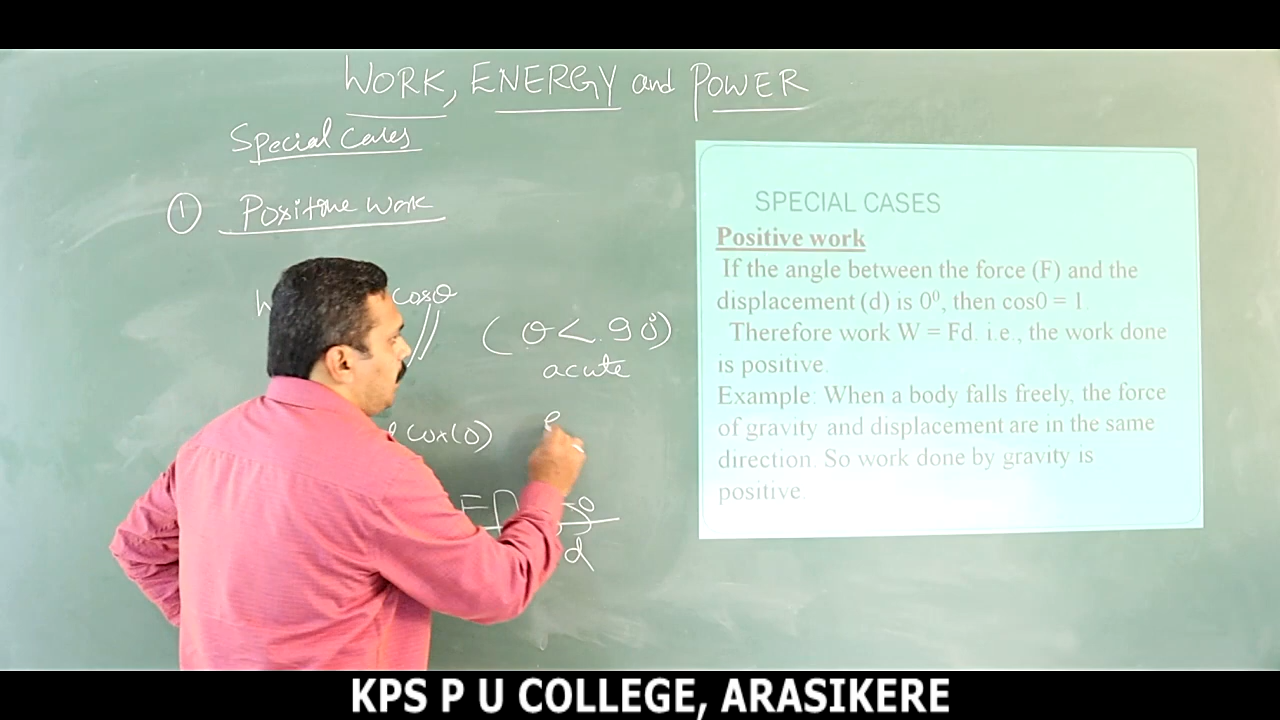 WORK, ENERGY and POWER
Special Cases
① Positive Work
W cosθ
(θ < 90°)
acute
d cos(0)
F
θ
d
SPECIAL CASES
Positive work
If the angle between the force (F) and the
displacement (d) is 0⁰, then cos0 = 1.
Therefore work W = Fd. i.e., the work done
is positive.
Example: When a body falls freely, the force
of gravity and displacement are in the same
direction. So work done by gravity is
positive.
KPS P U COLLEGE, ARASIKERE